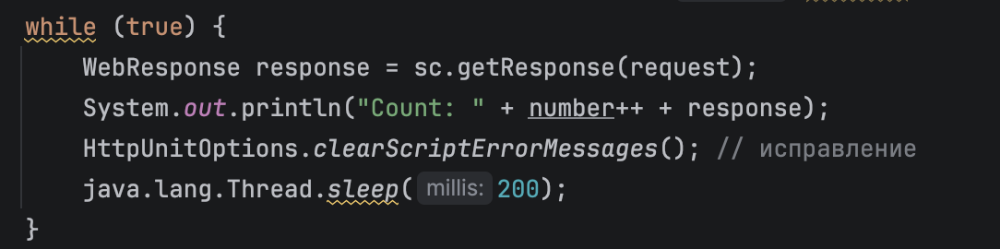 while (true) {
WebResponse response = sc.getResponse(request);
System.out.println("Count: " + number++ + response);
HttpUnitOptions.clearScriptErrorMessages(); // исправление
java.lang.Thread.sleep( millis: 200);
}